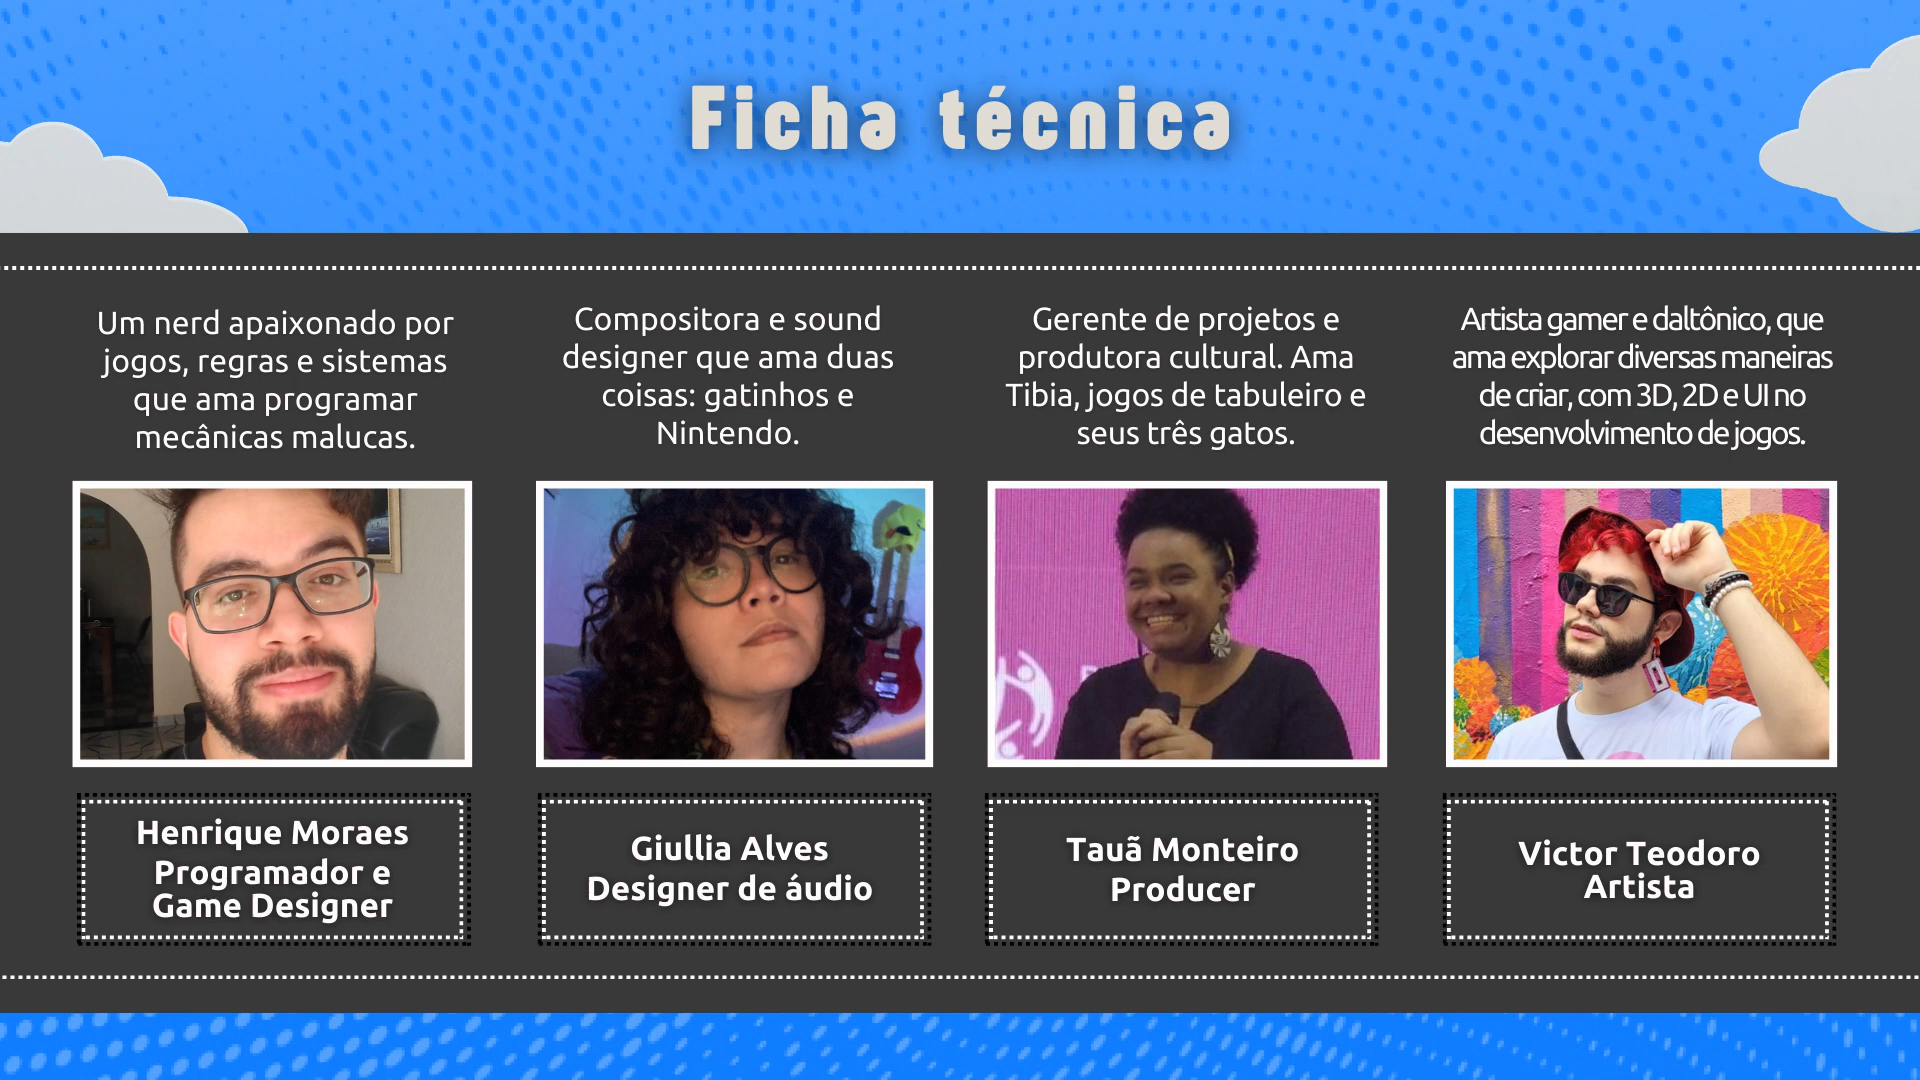 Ficha técnica
Um nerd apaixonado por
jogos, regras e sistemas
que ama programar
mecânicas malucas.
Henrique Moraes
Programador e
Game Designer
Compositora e sound
designer que ama duas
coisas: gatinhos e
Nintendo.
Giullia Alves
Designer de áudio
Gerente de projetos e
produtora cultural. Ama
Tibia, jogos de tabuleiro e
seus três gatos.
Tauã Monteiro
Producer
Artista gamer e daltônico, que
ama explorar diversas maneiras
de criar, com 3D, 2D e UI no
desenvolvimento de jogos.
Victor Teodoro
Artista